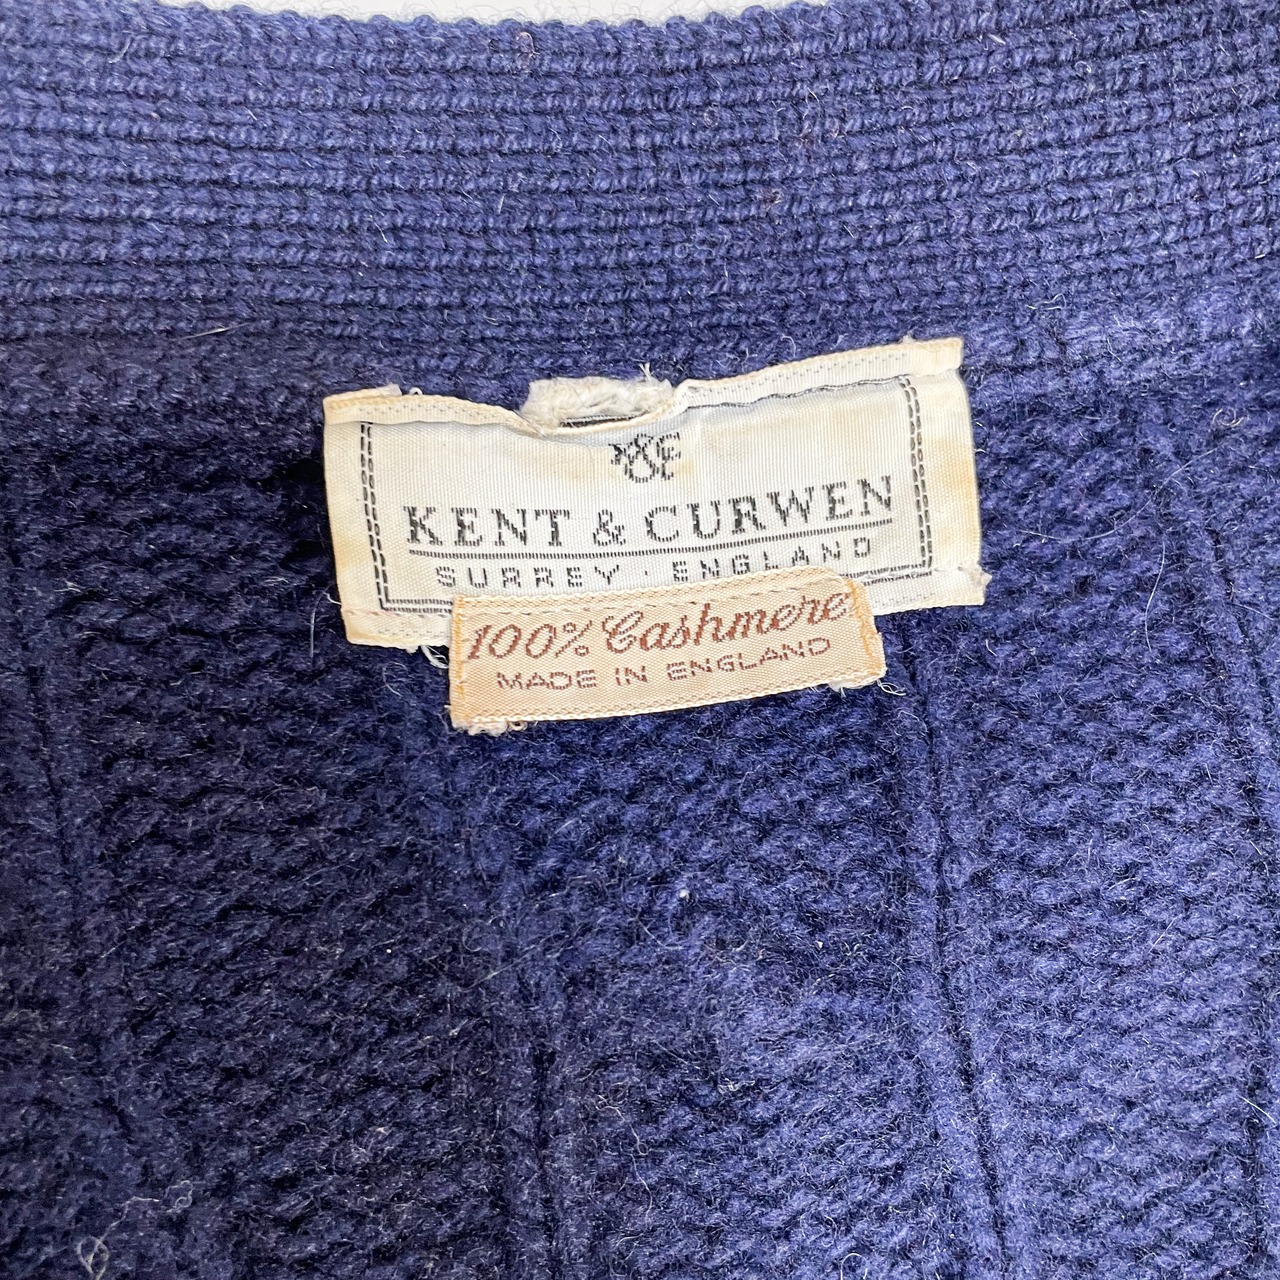 K&C
KENT & CURWEN
SURREY · ENGLAND
100% Cashmere
MADE IN ENGLAND